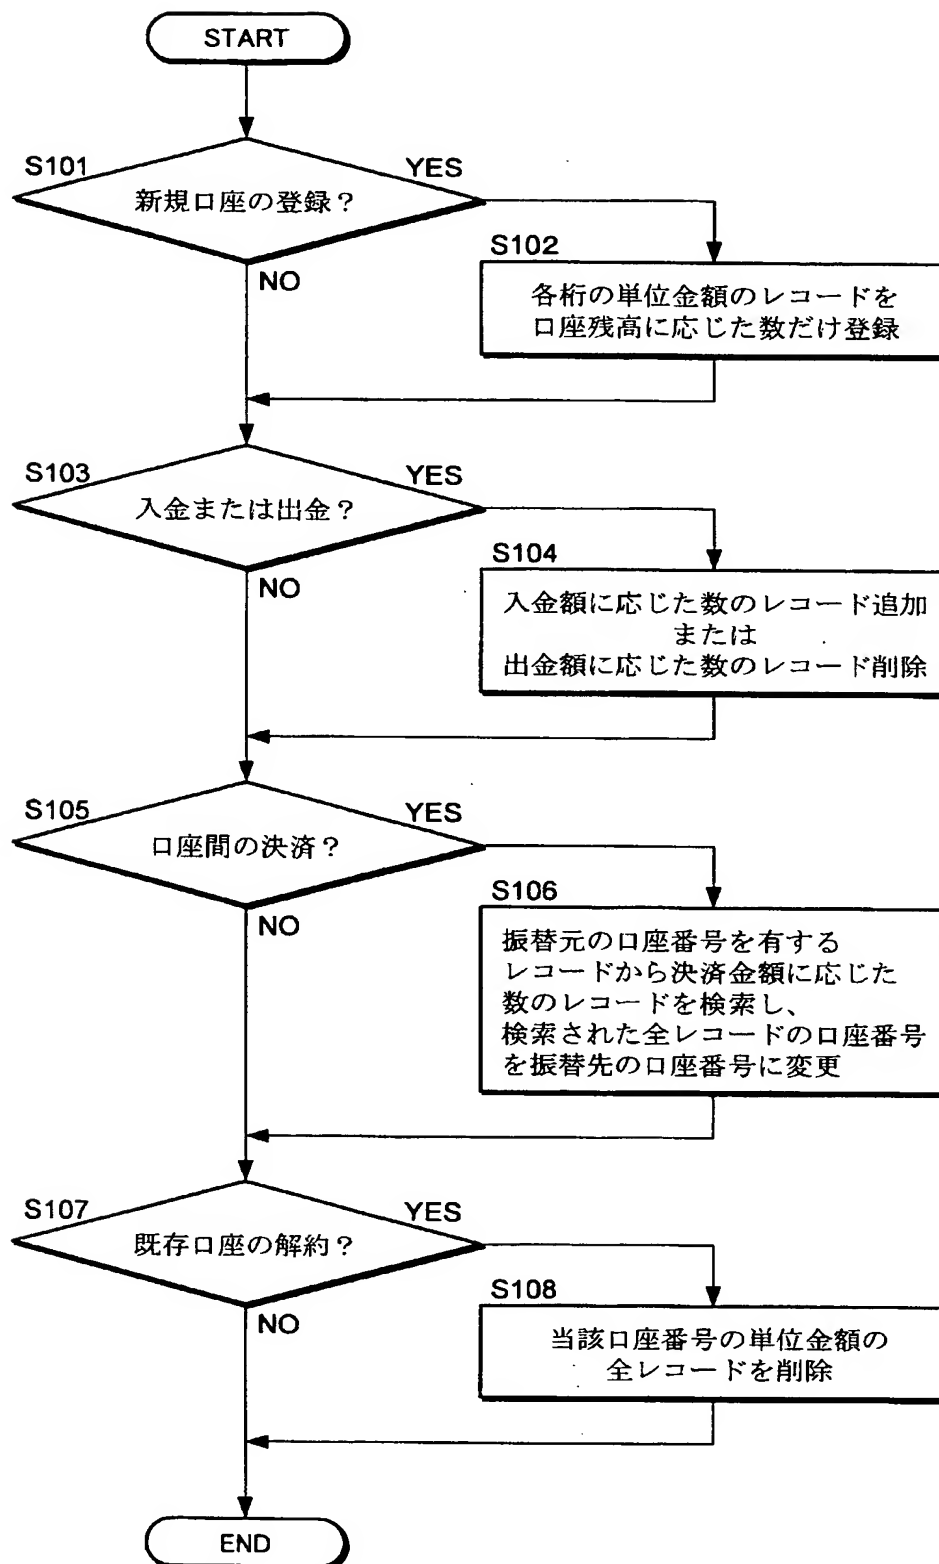 START
S101
YES
新規口座の登録？
NO
S102
各桁の単位金額のレコードを
口座残高に応じた数だけ登録
S103
YES
入金または出金？
NO
S104
入金額に応じた数のレコード追加
または
出金額に応じた数のレコード削除
S105
YES
口座間の決済？
NO
S106
振替元の口座番号を有する
レコードから決済金額に応じた
数のレコードを検索し、
検索された全レコードの口座番号
を振替先の口座番号に変更
S107
YES
既存口座の解約？
NO
S108
当該口座番号の単位金額の
全レコードを削除
END